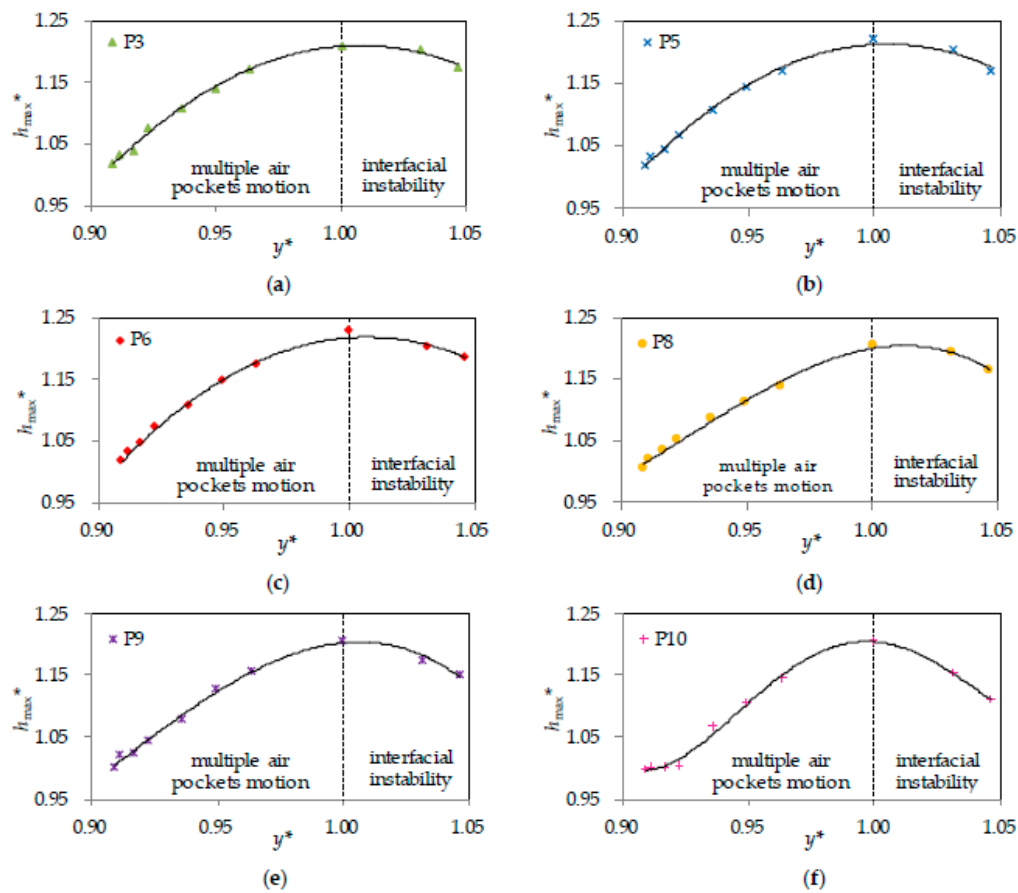 1.25
P3
1.15
1.05
0.95
h_max*
multiple air
pockets motion
interfacial
instability
0.90 0.95 1.00 1.05
y*
(a)
1.25
P5
1.15
1.05
0.95
h_max*
multiple air
pockets motion
interfacial
instability
0.90 0.95 1.00 1.05
y*
(b)
1.25
P6
1.15
1.05
0.95
h_max*
multiple air
pockets motion
interfacial
instability
0.90 0.95 1.00 1.05
y*
(c)
1.25
P8
1.15
1.05
0.95
h_max*
multiple air
pockets motion
interfacial
instability
0.90 0.95 1.00 1.05
y*
(d)
1.25
P9
1.15
1.05
0.95
h_max*
multiple air
pockets motion
interfacial
instability
0.90 0.95 1.00 1.05
y*
(e)
1.25
P10
1.15
1.05
0.95
h_max*
multiple air
pockets motion
interfacial
instability
0.90 0.95 1.00 1.05
y*
(f)